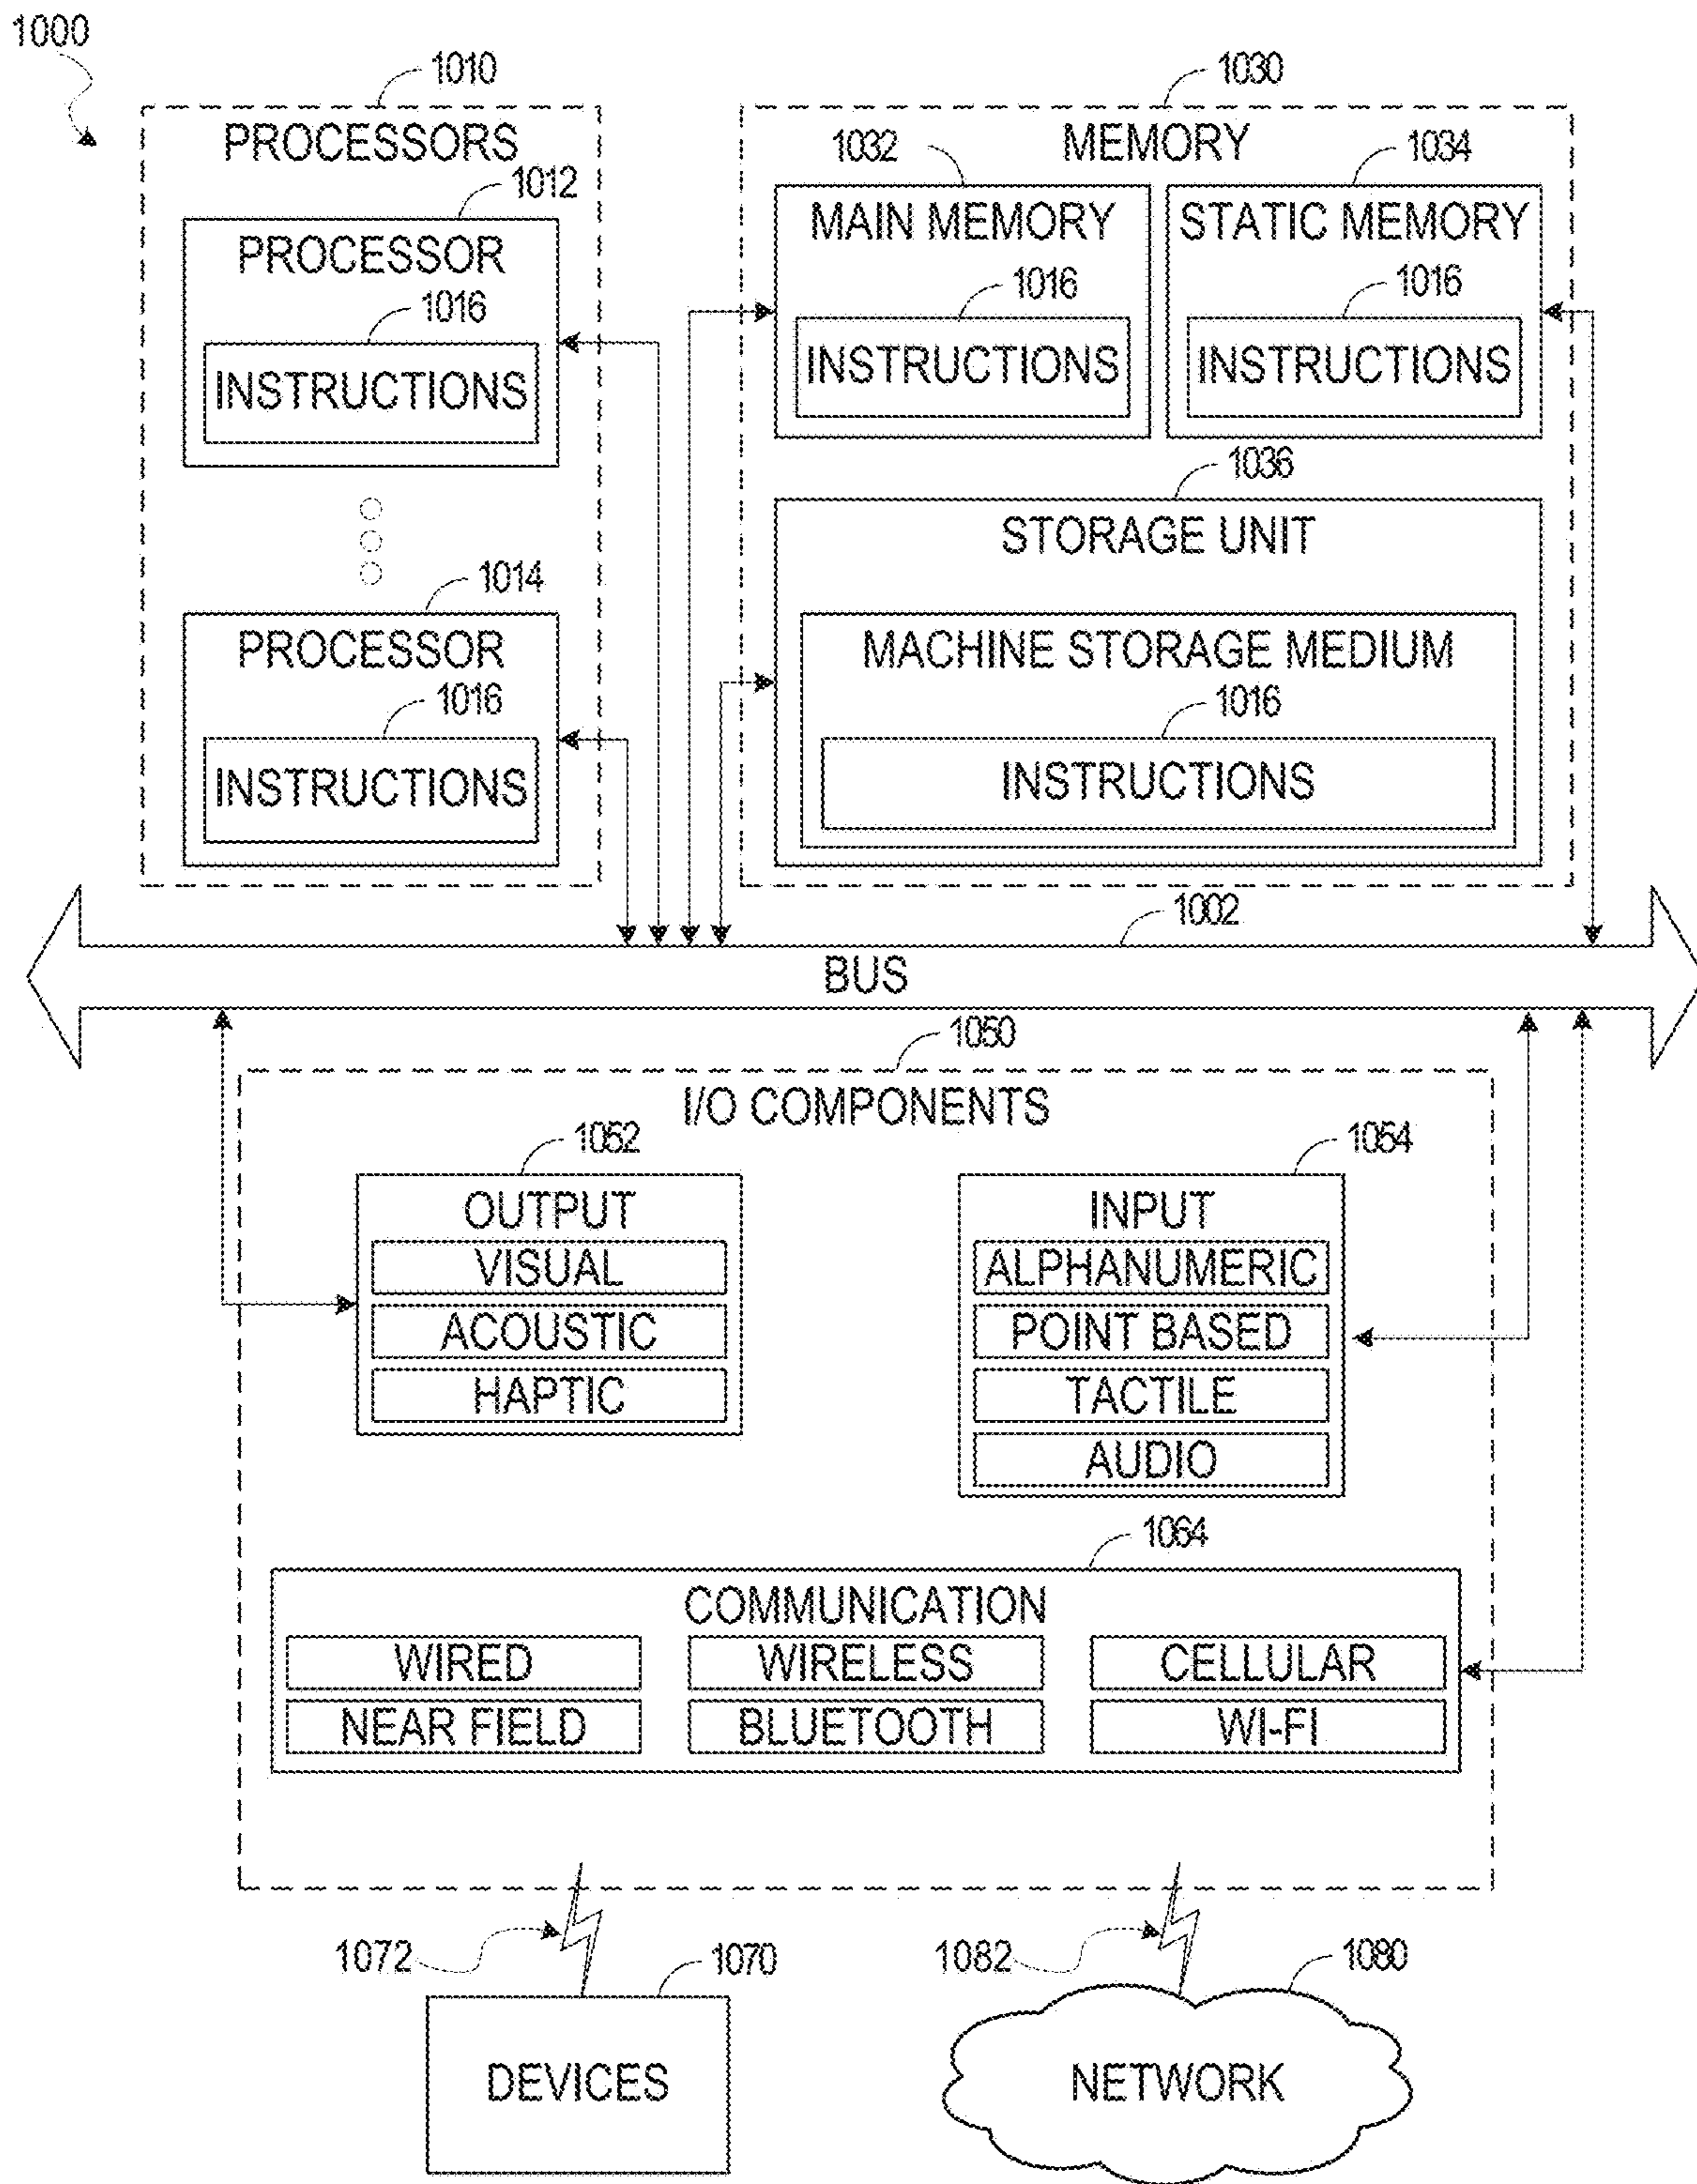 1000
1010
PROCESSORS
1012
PROCESSOR
1016
INSTRUCTIONS
1014
PROCESSOR
1016
INSTRUCTIONS
1030
MEMORY
1032
MAIN MEMORY
1016
INSTRUCTIONS
1034
STATIC MEMORY
1016
INSTRUCTIONS
1036
STORAGE UNIT
MACHINE STORAGE MEDIUM
1016
INSTRUCTIONS
1002
BUS
1050
I/O COMPONENTS
1052
OUTPUT
VISUAL
ACOUSTIC
HAPTIC
1054
INPUT
ALPHANUMERIC
POINT BASED
TACTILE
AUDIO
1064
COMMUNICATION
WIRED
WIRELESS
CELLULAR
NEAR FIELD
BLUETOOTH
WI-FI
1072
1070
DEVICES
1082
1080
NETWORK